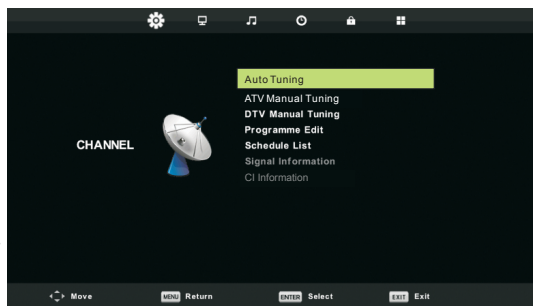 CHANNEL
Auto Tuning
ATV Manual Tuning
DTV Manual Tuning
Programme Edit
Schedule List
Signal Information
CI Information
Move MENU Return ENTER Select EXIT Exit